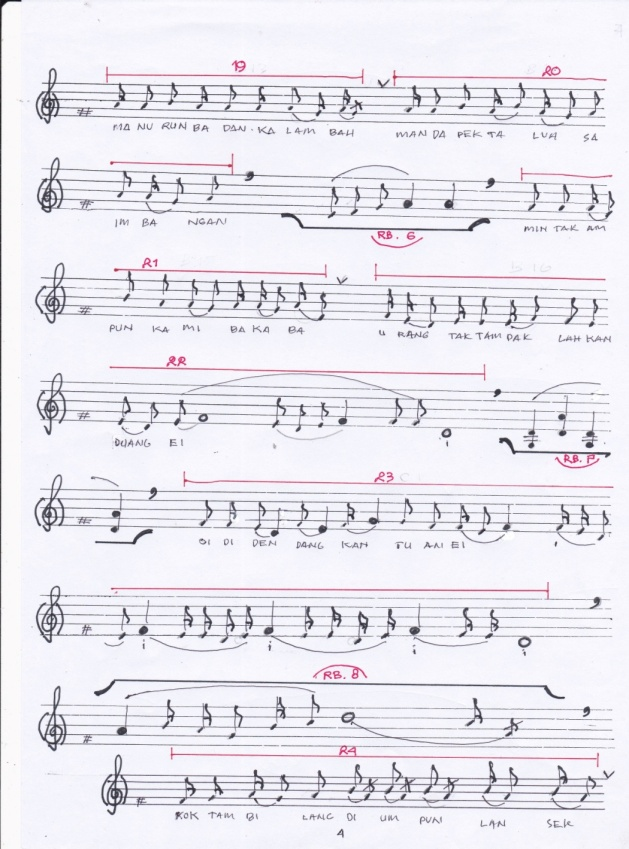 19 20
MA NU RUN BA DAN. KA LAM BAH MAN DA PEK TA LUH SA
IM BA NGAN MIN TAK AM
RB. 6
21
PUN KA MI BA KA BA U RANG TAK TAM PAK LAH KAN
22
DUANG EI i
RB. 7
23
OI DI DEN DANG KAN TU AN EI i
i i i i
RB. 8
24
KOK TAM BI LANG DI UM PUN LAN SEK
4